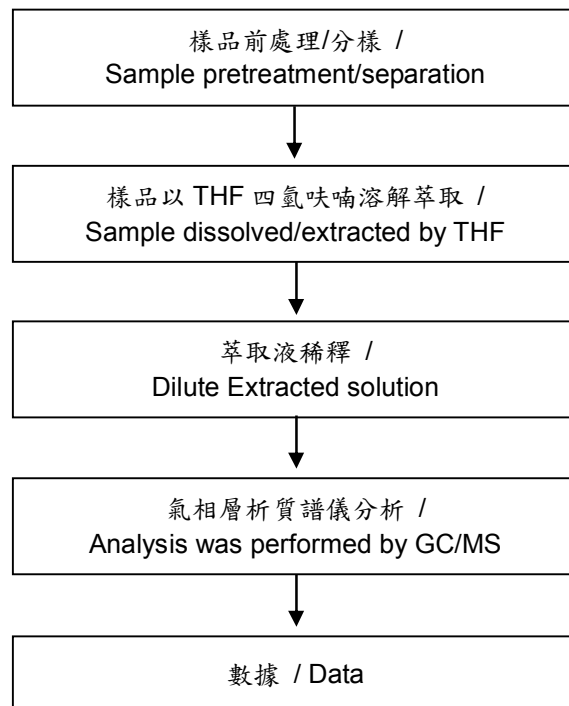 樣品前處理/分樣 /
Sample pretreatment/separation
樣品以 THF 四氫呋喃溶解萃取 /
Sample dissolved/extracted by THF
萃取液稀釋 /
Dilute Extracted solution
氣相層析質譜儀分析 /
Analysis was performed by GC/MS
數據 / Data